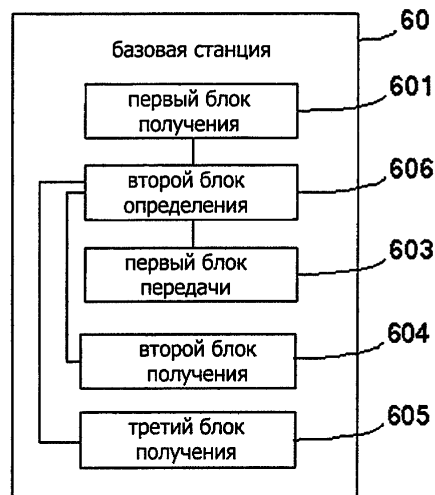 60
базовая станция
601
первый блок
получения
606
второй блок
определения
603
первый блок
передачи
604
второй блок
получения
605
третий блок
получения